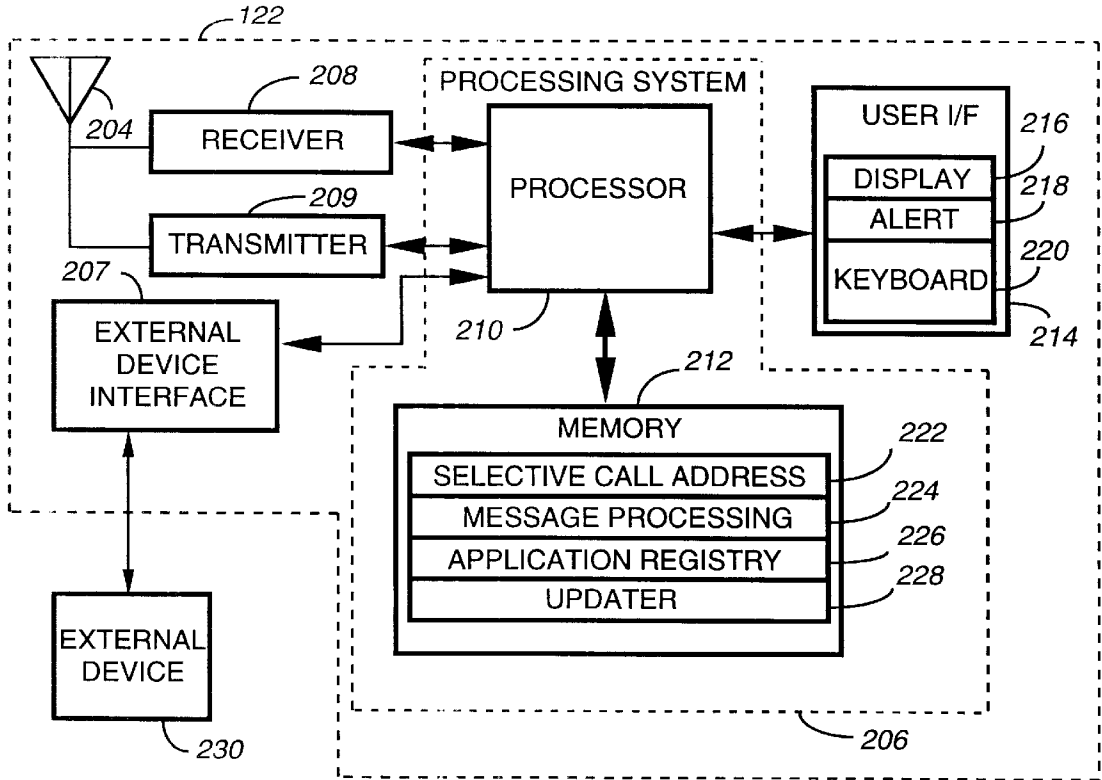 122
204
208
RECEIVER
209
TRANSMITTER
207
EXTERNAL
DEVICE
INTERFACE
EXTERNAL
DEVICE
230
PROCESSING SYSTEM
PROCESSOR
210
USER I/F
DISPLAY
216
ALERT
218
KEYBOARD
220
214
212
MEMORY
SELECTIVE CALL ADDRESS
222
MESSAGE PROCESSING
224
APPLICATION REGISTRY
226
UPDATER
228
206